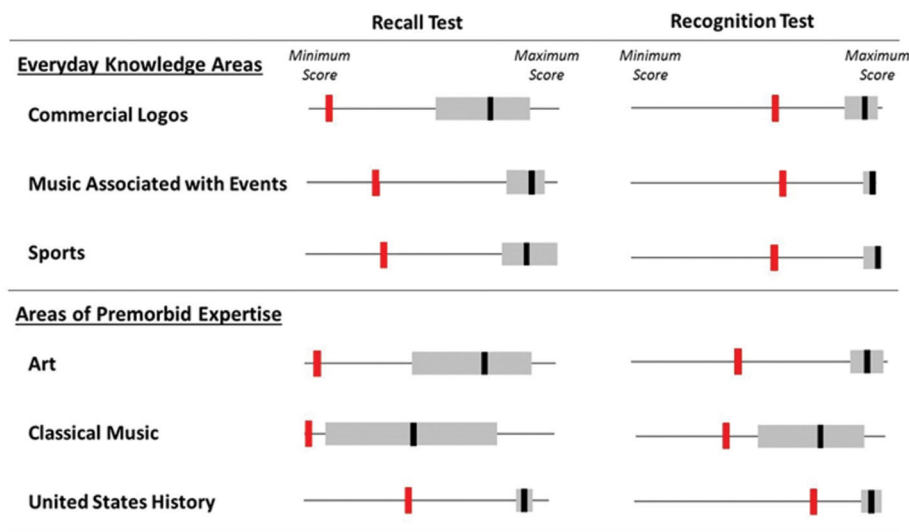 Recall Test Recognition Test
Minimum Score Maximum Score Minimum Score Maximum Score
Everyday Knowledge Areas
Commercial Logos
Music Associated with Events
Sports
Areas of Premorbid Expertise
Art
Classical Music
United States History